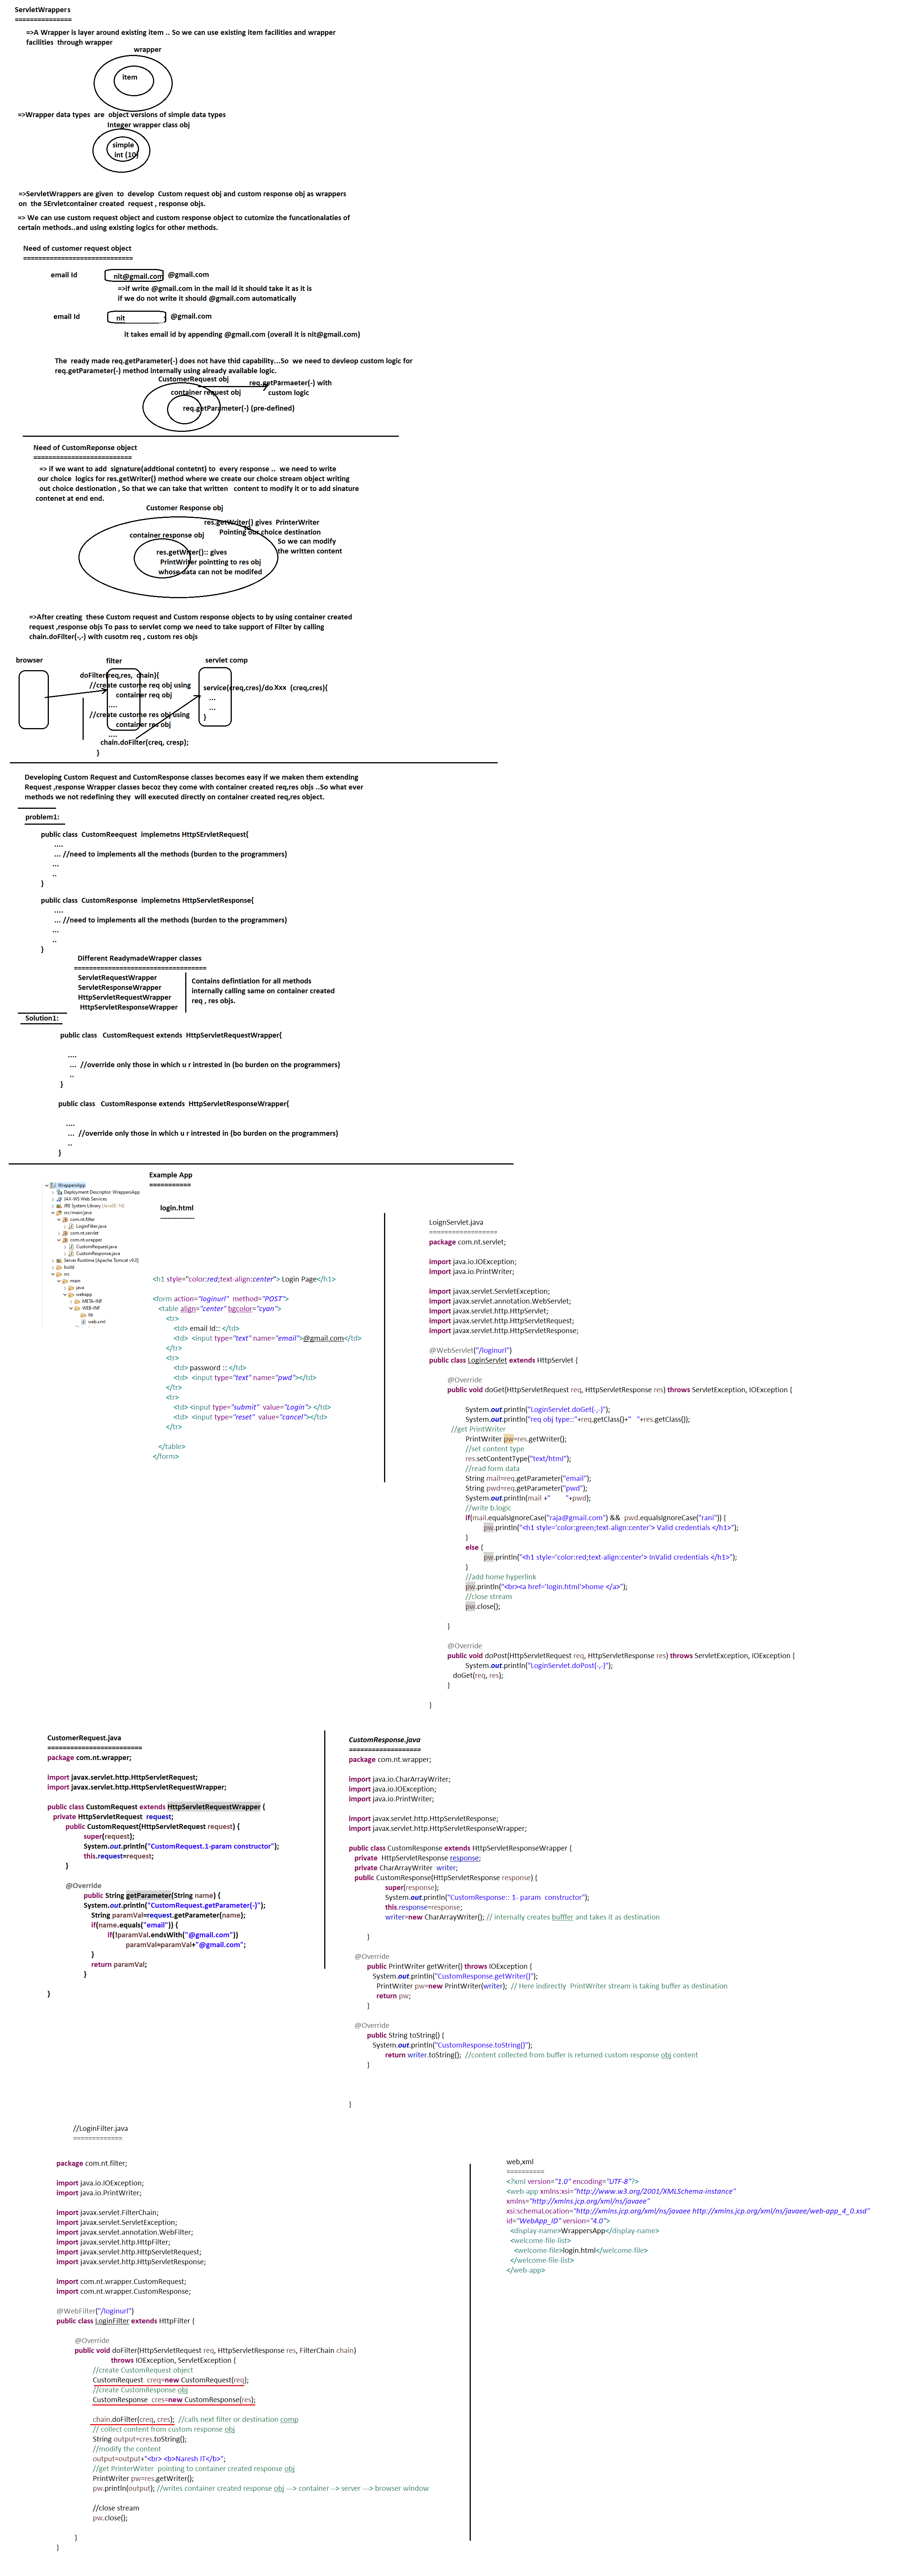 ServletWrappers
===============
=>A Wrapper is layer around existing item .. So we can use existing item facilities and wrapper
facilities  through wrapper
wrapper
item
=>Wrapper data types  are  object versions of simple data types
Integer wrapper class obj
simple
int (10)
=>ServletWrappers are given  to  develop  Custom request obj and custom response obj as wrappers
on  the SErvletcontainer created  request , response objs.
=> We can use custom request object and custom response object to cutomize the funcationalaties of
certain methods..and using existing logics for other methods.
Need of customer request object
=============================
email Id
nit@gmail.com
@gmail.com
=>if write @gmail.com in the mail id it should take it as it is
if we do not write it should @gmail.com automatically
email Id
nit
@gmail.com
it takes email id by appending @gmail.com (overall it is nit@gmail.com)
The  ready made req.getParameter(-) does not have thid capability...So  we need to devleop custom logic for
req.getParameter(-) method internally using already available logic.
CustomerRequest obj
req.getParmaeter(-) with
custom logic
container request obj
req.getParameter(-) (pre-defined)
Need of CustomReponse object
==========================
=> if we want to add  signature(addtional contetnt) to  every response ..  we need to write
our choice  logics for res.getWriter() method where we create our choice stream object writing
out choice destlionation , So that we can take that written   content to modify it or to add sinature
contenet at end end.
Customer Response obj
res.getWriter() gives  PrinterWriter
Pointing our choice destination
to
So we can modify
the written content
container response obj
res.getWriter():: gives
PrintWriter pointting to res obj
whose data can not be modifed
=>After creating  these Custom request and Custom response objects to by using container created
request ,response objs To pass to servlet comp we need to take support of Filter by calling
chain.doFilter(-,-) with cusotm req , custom res objs
browser
filter
servlet comp
doFilter(req,res,  chain){
//create custome req obj using
container req obj
....
//create custome res obj using
container res obj
....
chain.doFilter(creq, cresp);
}
service(creq,cres)/do Xxx  (creq,cres){
...
...
}
Developing Custom Request and CustomResponse classes becomes easy if we maken them extending
Request ,response Wrapper classes becoz they come with container created req,res objs ..So what ever
methods we not redefining they  will executed directly on container created req,res object.
problem1:
public class  CustomReequest  implemetns HttpSErvletRequest{
....
... //need to implements all the methods (burden to the programmers)
...
..
}
public class  CustomResponse  implemetns HttpServletResponse{
....
... //need to implements all the methods (burden to the programmers)
...
..
}
Different ReadymadeWrapper classes
===================================
ServletRequestWrapper
ServletResponseWrapper
HttpServletRequestWrapper
HttpServletResponseWrapper
Contains defintiation for all methods
internally calling same on container created
req , res objs.
Solution1:
public class   CustomRequest extends  HttpServletRequestWrapper{
....
...  //override only those in which u r intrested in (bo burden on the programmers)
..
}
public class   CustomResponse extends  HttpServletResponseWrapper{
....
...  //override only those in which u r intrested in (bo burden on the programmers)
..
}
Example App
===========
WrappersApp
Deployment Descriptor: WrappersApp
JAX-WS Web Services
JRE System Library [JavaSE-14]
src/main/java
com.nt.filter
LoginFilter.java
com.nt.servlet
com.nt.wrapper
CustomRequest.java
CustomResponse.java
Server Runtime [Apache Tomcat v9.0]
build
src
main
java
webapp
META-INF
WEB-INF
lib
web.xml
login.html
--------------
<h1 style="color:red;text-align:center"> Login Page</h1>
<form action="loginurl"  method="POST">
<table align="center" bgcolor="cyan">
<tr>
<td> email Id:: </td>
<td>  <input type="text" name="email">@gmail.com</td>
</tr>
<tr>
<td> password :: </td>
<td>  <input type="text" name="pwd"></td>
</tr>
<tr>
<td> <input type="submit"  value="Login"> </td>
<td>  <input type="reset"  value="cancel"></td>
</tr>
</table>
</form>
LoignServlet.java
==================
package com.nt.servlet;
import java.io.IOException;
import java.io.PrintWriter;
import javax.servlet.ServletException;
import javax.servlet.annotation.WebServlet;
import javax.servlet.http.HttpServlet;
import javax.servlet.http.HttpServletRequest;
import javax.servlet.http.HttpServletResponse;
@WebServlet("/loginurl")
public class LoginServlet extends HttpServlet {
@Override
public void doGet(HttpServletRequest req, HttpServletResponse res) throws ServletException, IOException {
System.out.println("LoginServlet.doGet(-,-)");
System.out.println("req obj type::"+req.getClass()+"   "+res.getClass());
//get PrintWriter
PrintWriter pw=res.getWriter();
//set content type
res.setContentType("text/html");
//read form data
String mail=req.getParameter("email");
String pwd=req.getParameter("pwd");
System.out.println(mail +"       "+pwd);
//write b.logic
if(mail.equalsIgnoreCase("raja@gmail.com") &&  pwd.equalsIgnoreCase("rani")) {
pw.println("<h1 style='color:green;text-align:center'> Valid credentials </h1>");
}
else {
pw.println("<h1 style='color:red;text-align:center'> InValid credentials </h1>");
}
//add home hyperlink
pw.println("<br><a href='login.html'>home </a>");
//close stream
pw.close();
}
@Override
public void doPost(HttpServletRequest req, HttpServletResponse res) throws ServletException, IOException {
System.out.println("LoginServlet.doPost(-,-)");
doGet(req, res);
}
}
CustomerRequest.java
=========================
package com.nt.wrapper;
import javax.servlet.http.HttpServletRequest;
import javax.servlet.http.HttpServletRequestWrapper;
public class CustomRequest extends HttpServletRequestWrapper {
private HttpServletRequest  request;
public CustomRequest(HttpServletRequest request) {
super(request);
System.out.println("CustomRequest.1-param constructor");
this.request=request;
}
@Override
public String getParameter(String name) {
System.out.println("CustomRequest.getParameter(-)");
String paramVal=request.getParameter(name);
if(name.equals("email")) {
if(!paramVal.endsWith("@gmail.com"))
paramVal=paramVal+"@gmail.com";
}
return paramVal;
}
}
CustomResponse.java
===================
package com.nt.wrapper;
import java.io.CharArrayWriter;
import java.io.IOException;
import java.io.PrintWriter;
import javax.servlet.http.HttpServletResponse;
import javax.servlet.http.HttpServletResponseWrapper;
public class CustomResponse extends HttpServletResponseWrapper {
private  HttpServletResponse response;
private  CharArrayWriter  writer;
public CustomResponse(HttpServletResponse response) {
super(response);
System.out.println("CustomResponse:: 1- param  constructor");
this.response=response;
writer=new CharArrayWriter(); // internally creates bufffer and takes it as destination
}
@Override
public PrintWriter getWriter() throws IOException {
System.out.println("CustomResponse.getWriter()");
PrintWriter pw=new PrintWriter(writer);  // Here indirectly  PrintWriter stream is taking buffer as destination
return pw;
}
@Override
public String toString() {
System.out.println("CustomResponse.toString()");
return writer.toString();  //content collected from buffer is returned custom response obj content
}
}
//LoginFilter.java
=============
package com.nt.filter;
import java.io.IOException;
import java.io.PrintWriter;
import javax.servlet.FilterChain;
import javax.servlet.ServletException;
import javax.servlet.annotation.WebFilter;
import javax.servlet.http.HttpFilter;
import javax.servlet.http.HttpServletRequest;
import javax.servlet.http.HttpServletResponse;
import com.nt.wrapper.CustomRequest;
import com.nt.wrapper.CustomResponse;
@WebFilter("/loginurl")
public class LoginFilter extends HttpFilter {
@Override
public void doFilter(HttpServletRequest req, HttpServletResponse res, FilterChain chain)
throws IOException, ServletException {
//create CustomRequest object
CustomRequest  creq=new CustomRequest(req);
//create CustomResponse obj
CustomResponse  cres=new CustomResponse(res);
chain.doFilter(creq, cres);  //calls next filter or destination comp
// collect content from custom response obj
String output=cres.toString();
//modify the content
output=output+"<br> <b>Naresh IT</b>";
//get PrinterWirter  pointing to container created response obj
PrintWriter pw=res.getWriter();
pw.println(output); //writes container created response obj ---> container --> server ---> browser window
//close stream
pw.close();
}
}
web,xml
==========
<?xml version="1.0" encoding="UTF-8"?>
<web-app xmlns:xsi="http://www.w3.org/2001/XMLSchema-instance"
xmlns="http://xmlns.jcp.org/xml/ns/javaee"
xsi:schemaLocation="http://xmlns.jcp.org/xml/ns/javaee http://xmlns.jcp.org/xml/ns/javaee/web-app_4_0.xsd"
id="WebApp_ID" version="4.0">
<display-name>WrappersApp</display-name>
<welcome-file-list>
<welcome-file>login.html</welcome-file>
</welcome-file-list>
</web-app>